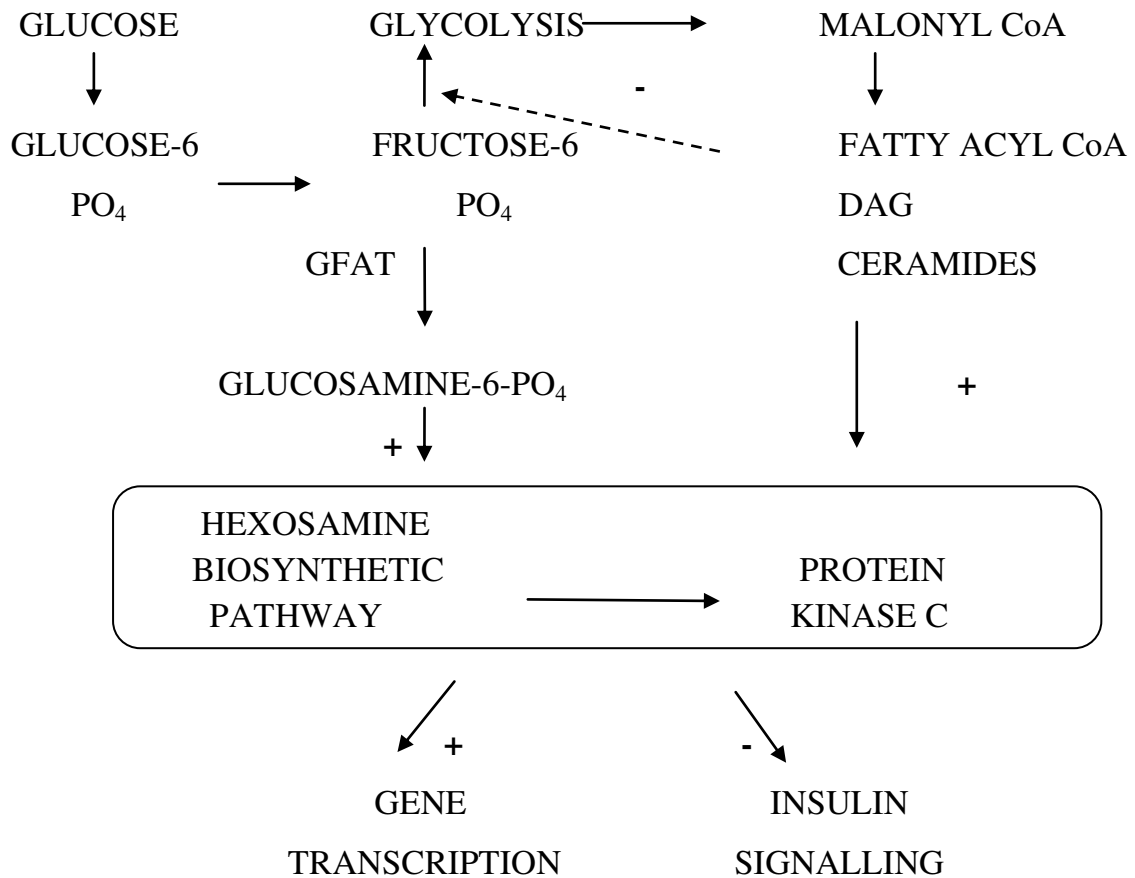 GLUCOSE GLYCOLYSIS MALONYL CoA
-
GLUCOSE-6 FRUCTOSE-6 FATTY ACYL CoA
PO₄ PO₄ DAG
GFAT CERAMIDES
GLUCOSAMINE-6-PO₄ +
+
HEXOSAMINE
BIOSYNTHETIC PROTEIN
PATHWAY KINASE C
+ -
GENE INSULIN
TRANSCRIPTION SIGNALLING